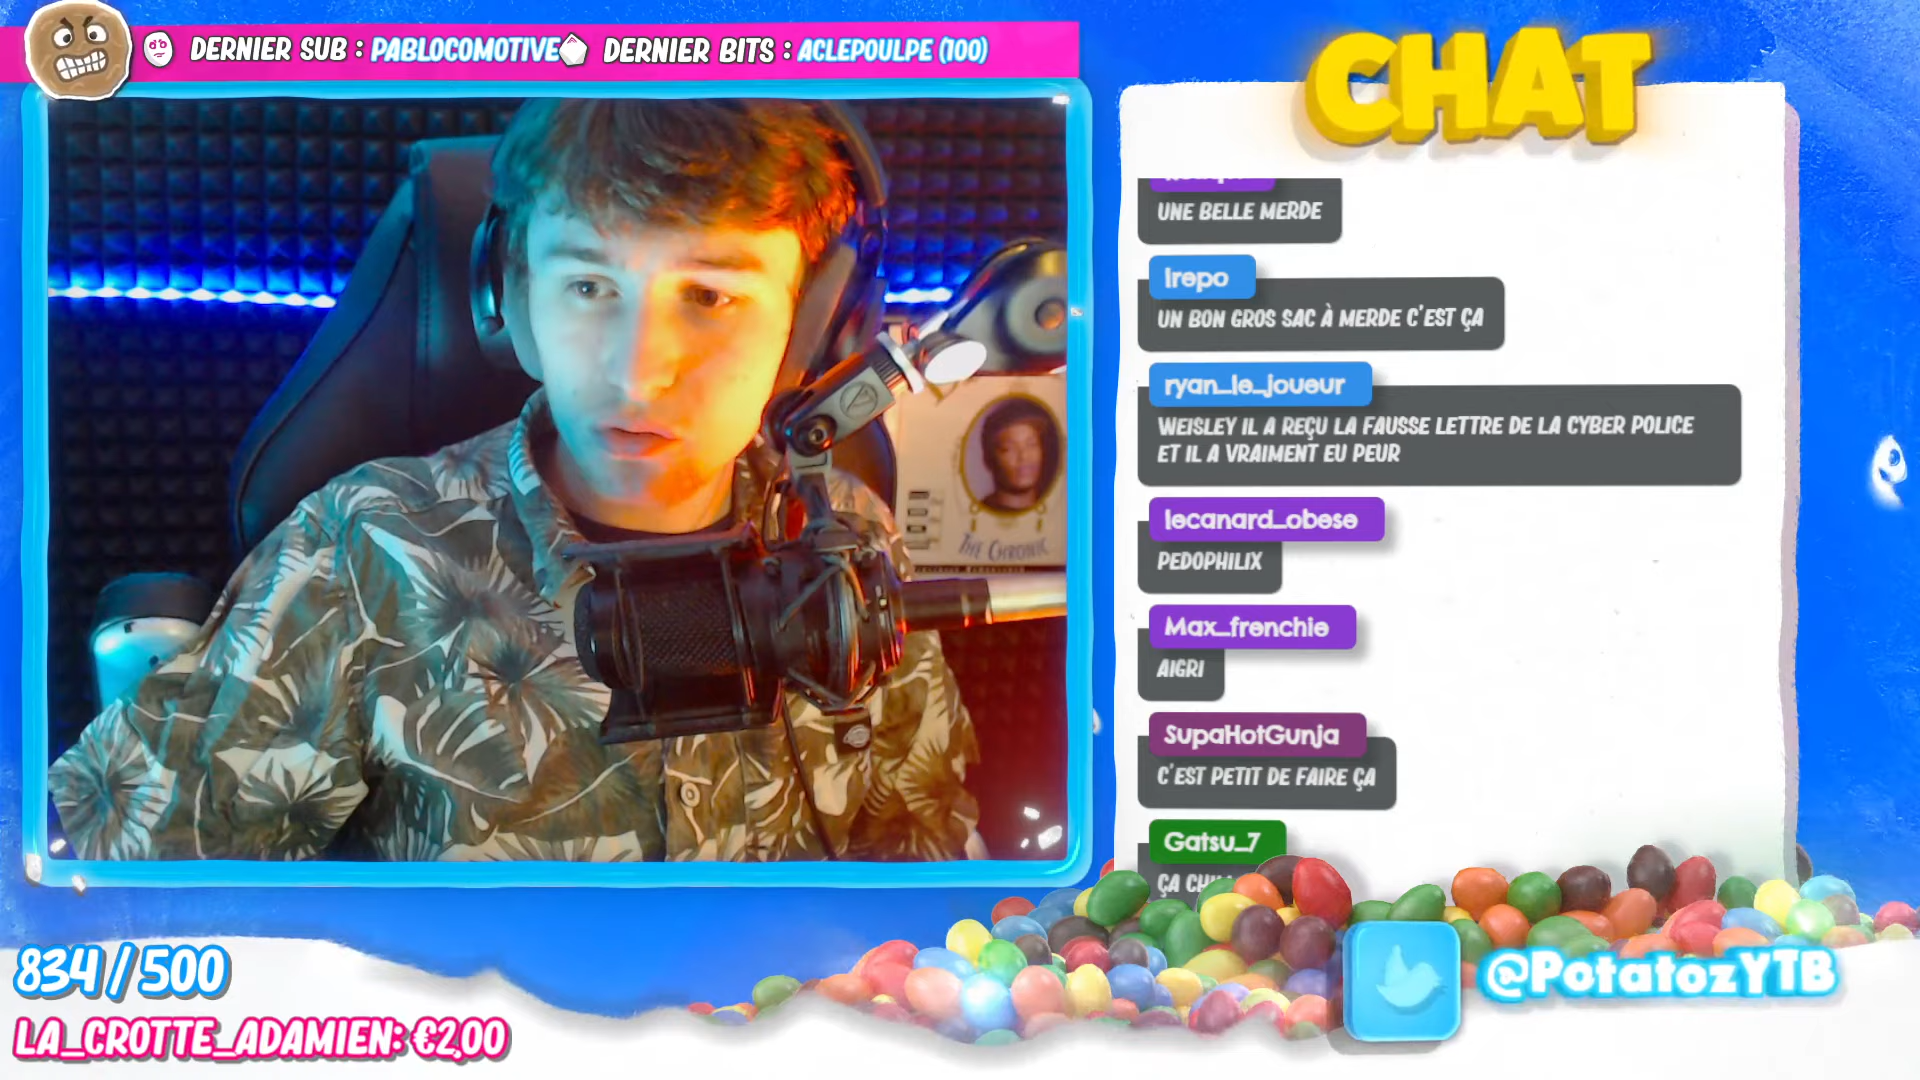 DERNIER SUB : PABLOCOMOTIVE DERNIER BITS : ACLEPOULPE (100)
CHAT
UNE BELLE MERDE
lrepo
UN BON GROS SAC À MERDE C'EST ÇA
ryan_le_joueur
WEISLEY IL A REÇU LA FAUSSE LETTRE DE LA CYBER POLICE
ET IL A VRAIMENT EU PEUR
lecanard_obese
PEDOPHILIX
Max_frenchie
AIGRI
SupaHotGunja
C'EST PETIT DE FAIRE ÇA
Gatsu_7
ÇA
THE CHRONIC
834 / 500
LA_CROTTE_ADAMIEN: €2,00
@PotatozYTB